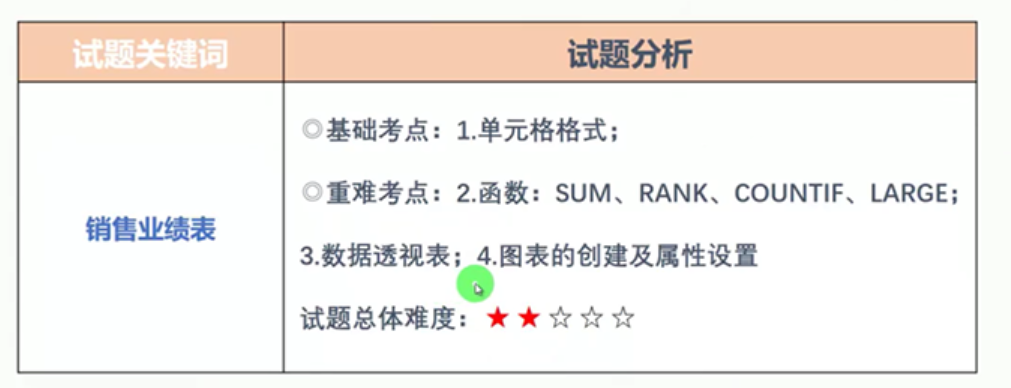 试题关键词
试题分析
销售业绩表
◎基础考点：1.单元格格式；
◎重难考点：2.函数：SUM、RANK、COUNTIF、LARGE；
3.数据透视表；4.图表的创建及属性设置
试题总体难度：★★☆☆☆